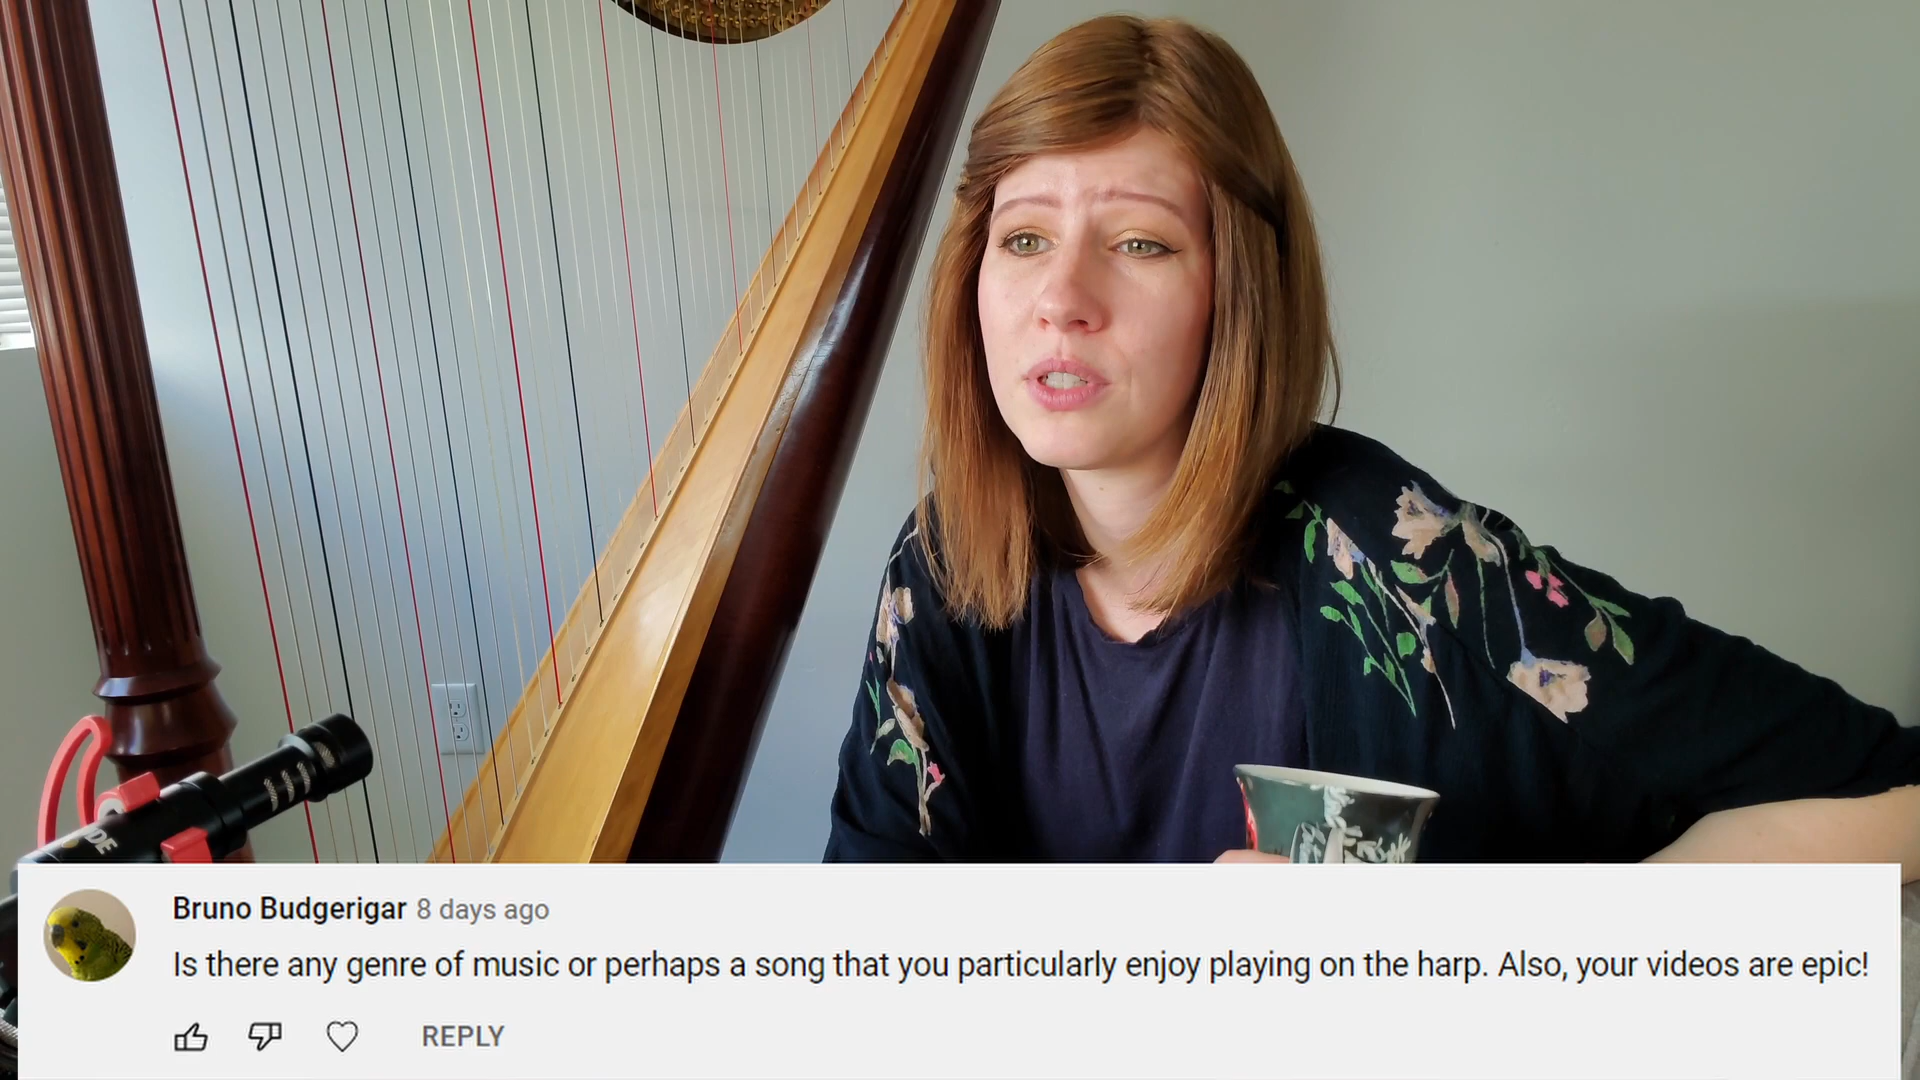 Bruno Budgerigar 8 days ago
Is there any genre of music or perhaps a song that you particularly enjoy playing on the harp. Also, your videos are epic!
REPLY